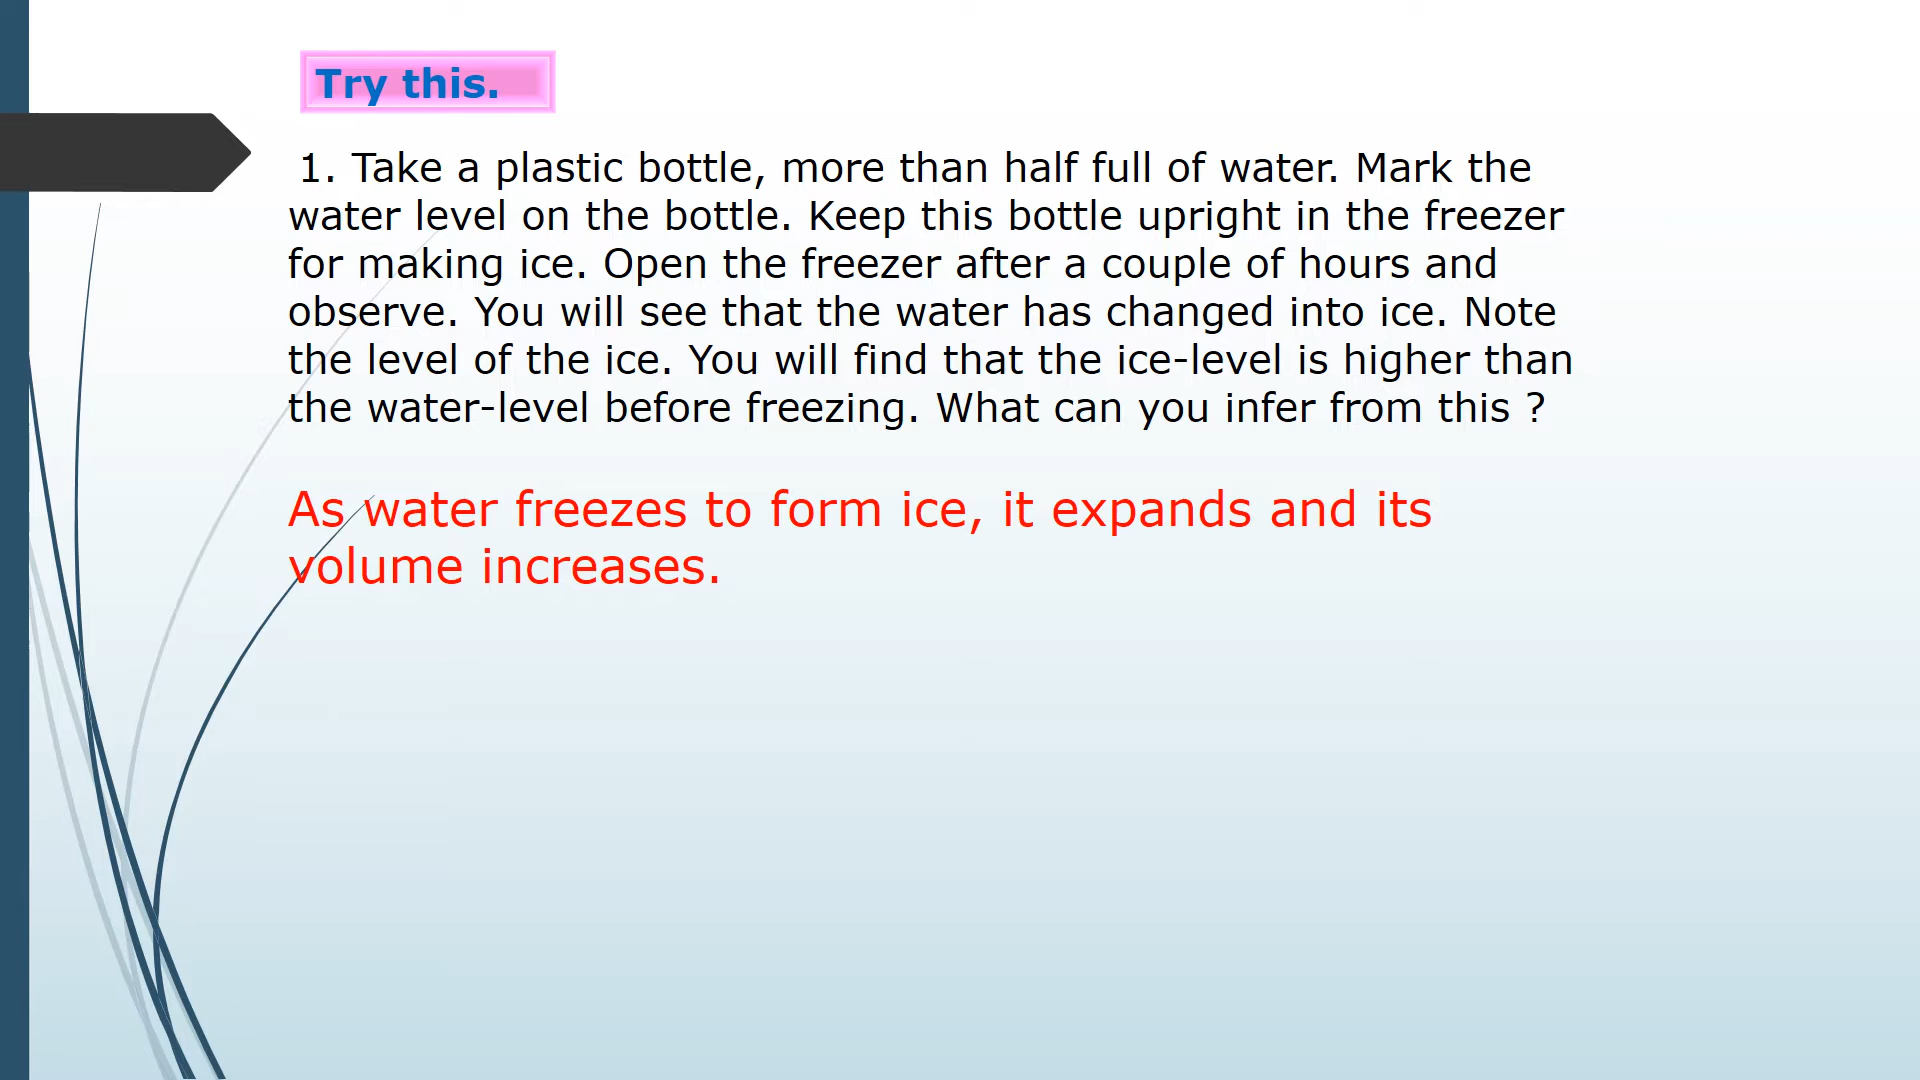 Try this.
1. Take a plastic bottle, more than half full of water. Mark the
water level on the bottle. Keep this bottle upright in the freezer
for making ice. Open the freezer after a couple of hours and
observe. You will see that the water has changed into ice. Note
the level of the ice. You will find that the ice-level is higher than
the water-level before freezing. What can you infer from this ?
As water freezes to form ice, it expands and its
volume increases.